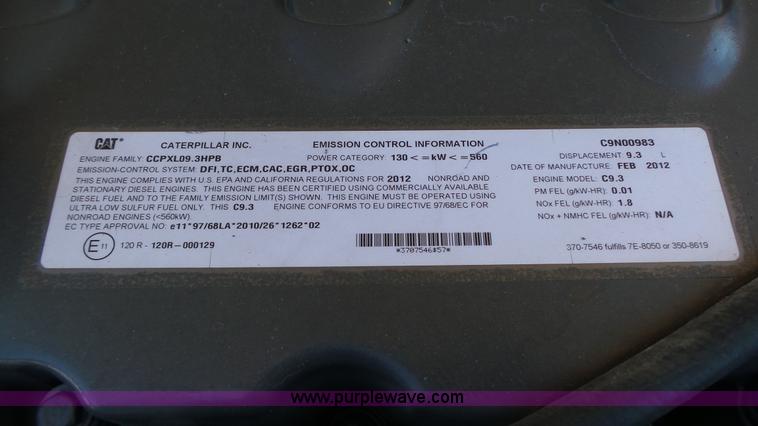 CAT CATERPILLAR INC. EMISSION CONTROL INFORMATION C9N00983
ENGINE FAMILY: CCPXL09.3HPB POWER CATEGORY: 130 <=kW<=560 DISPLACEMENT: 9.3 L
EMISSION-CONTROL SYSTEM: DFI,TC,ECM,CAC,EGR,PTOX,OC DATE OF MANUFACTURE: FEB 2012
THIS ENGINE COMPLIES WITH U.S. EPA AND CALIFORNIA REGULATIONS FOR 2012 NONROAD AND ENGINE MODEL: C9.3
STATIONARY DIESEL ENGINES. THIS ENGINE HAS BEEN CERTIFIED USING COMMERCIALLY AVAILABLE PM FEL (g/kW-HR): 0.01
DIESEL FUEL AND TO THE FAMILY EMISSION LIMIT(S) SHOWN. THIS ENGINE MUST BE OPERATED USING NOx FEL (g/kW-HR): 1.8
ULTRA LOW SULFUR FUEL ONLY. THIS C9.3 ENGINE CONFORMS TO EU DIRECTIVE 97/68/EC FOR NOx + NMHC FEL (g/kW-HR): N/A
NONROAD ENGINES (<560kW).
EC TYPE APPROVAL NO: e11*97/68LA*2010/26*1262*02
E11 120 R - 120R-000129
370-7546 fulfills 7E-8050 or 350-8619
www.purplewave.com